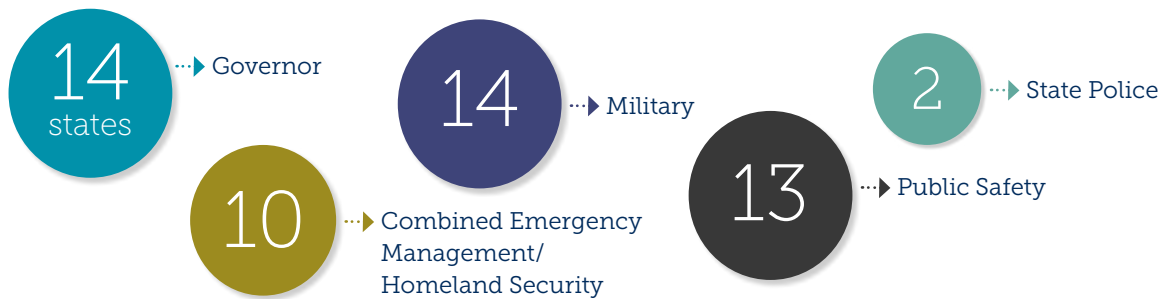 14
states
Governor
10
Combined Emergency
Management/
Homeland Security
14
Military
13
Public Safety
2
State Police